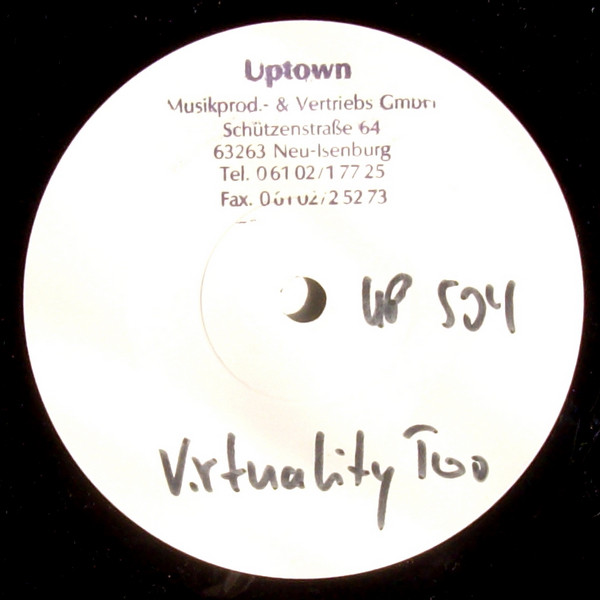 Uptown
Musikprod.- & Vertriebs GmbH
Schützenstraße 64
63263 Neu-Isenburg
Tel. 0 61 02/1 77 25
Fax. 0 61 02/2 52 73
UP 504
Virtuality Too